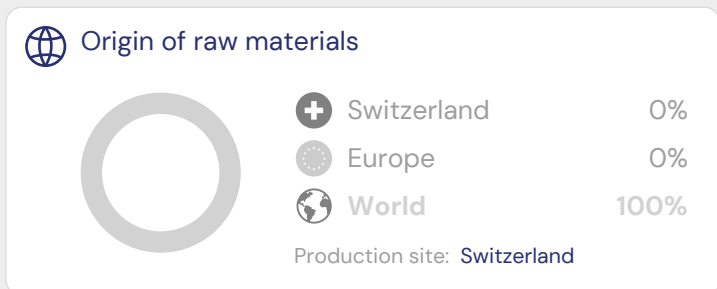 Origin of raw materials
Switzerland 0%
Europe 0%
World 100%
Production site: Switzerland